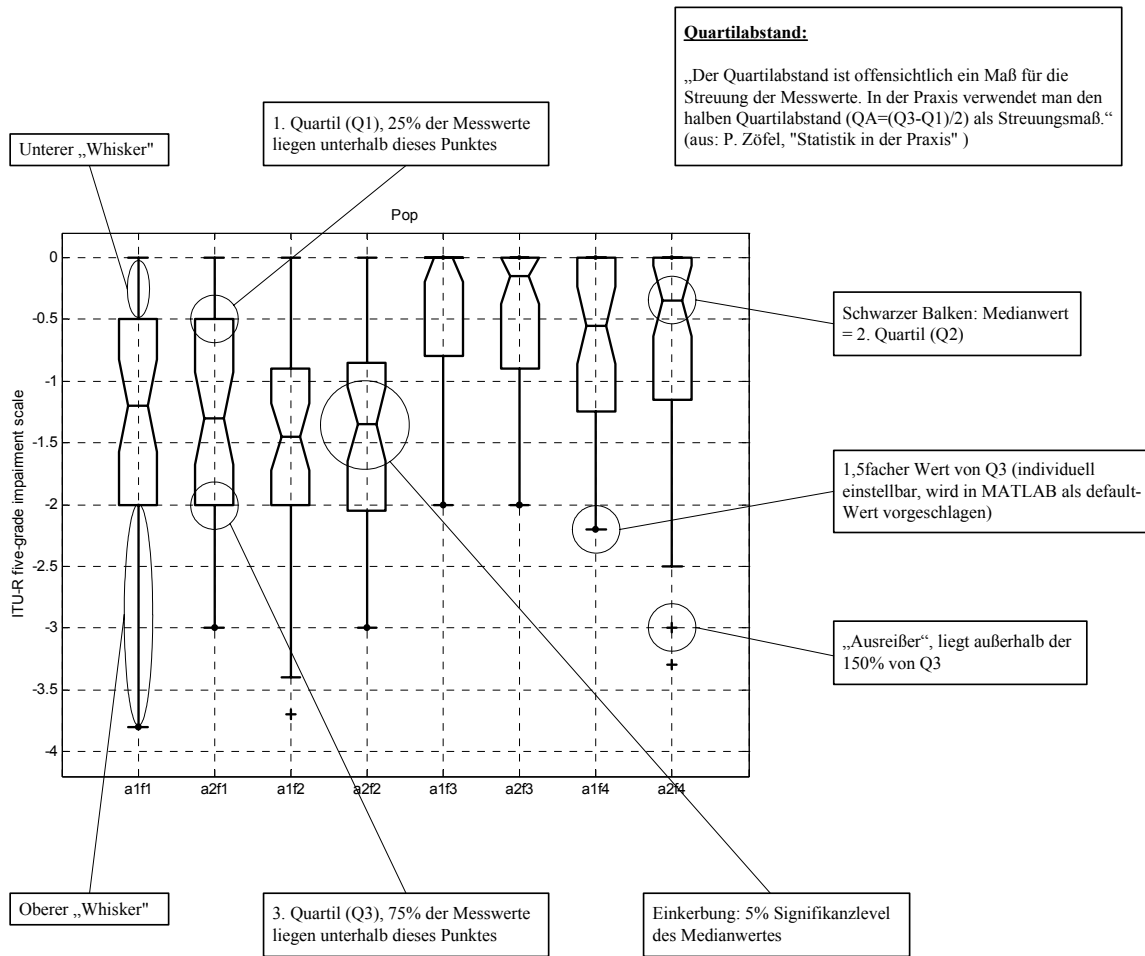 Quartilabstand:
„Der Quartilabstand ist offensichtlich ein Maß für die
Streuung der Messwerte. In der Praxis verwendet man den
halben Quartilabstand (QA=(Q3-Q1)/2) als Streuungsmaß.“
(aus: P. Zöfel, "Statistik in der Praxis" )
1. Quartil (Q1), 25% der Messwerte
liegen unterhalb dieses Punktes
Unterer „Whisker"
Pop
0
-0.5
-1
-1.5
-2
-2.5
-3
-3.5
-4
ITU-R five-grade impairment scale
a1f1 a2f1 a1f2 a2f2 a1f3 a2f3 a1f4 a2f4
Schwarzer Balken: Medianwert
= 2. Quartil (Q2)
1,5facher Wert von Q3 (individuell
einstellbar, wird in MATLAB als default-
Wert vorgeschlagen)
„Ausreißer“, liegt außerhalb der
150% von Q3
Oberer „Whisker"
3. Quartil (Q3), 75% der Messwerte
liegen unterhalb dieses Punktes
Einkerbung: 5% Signifikanzlevel
des Medianwertes